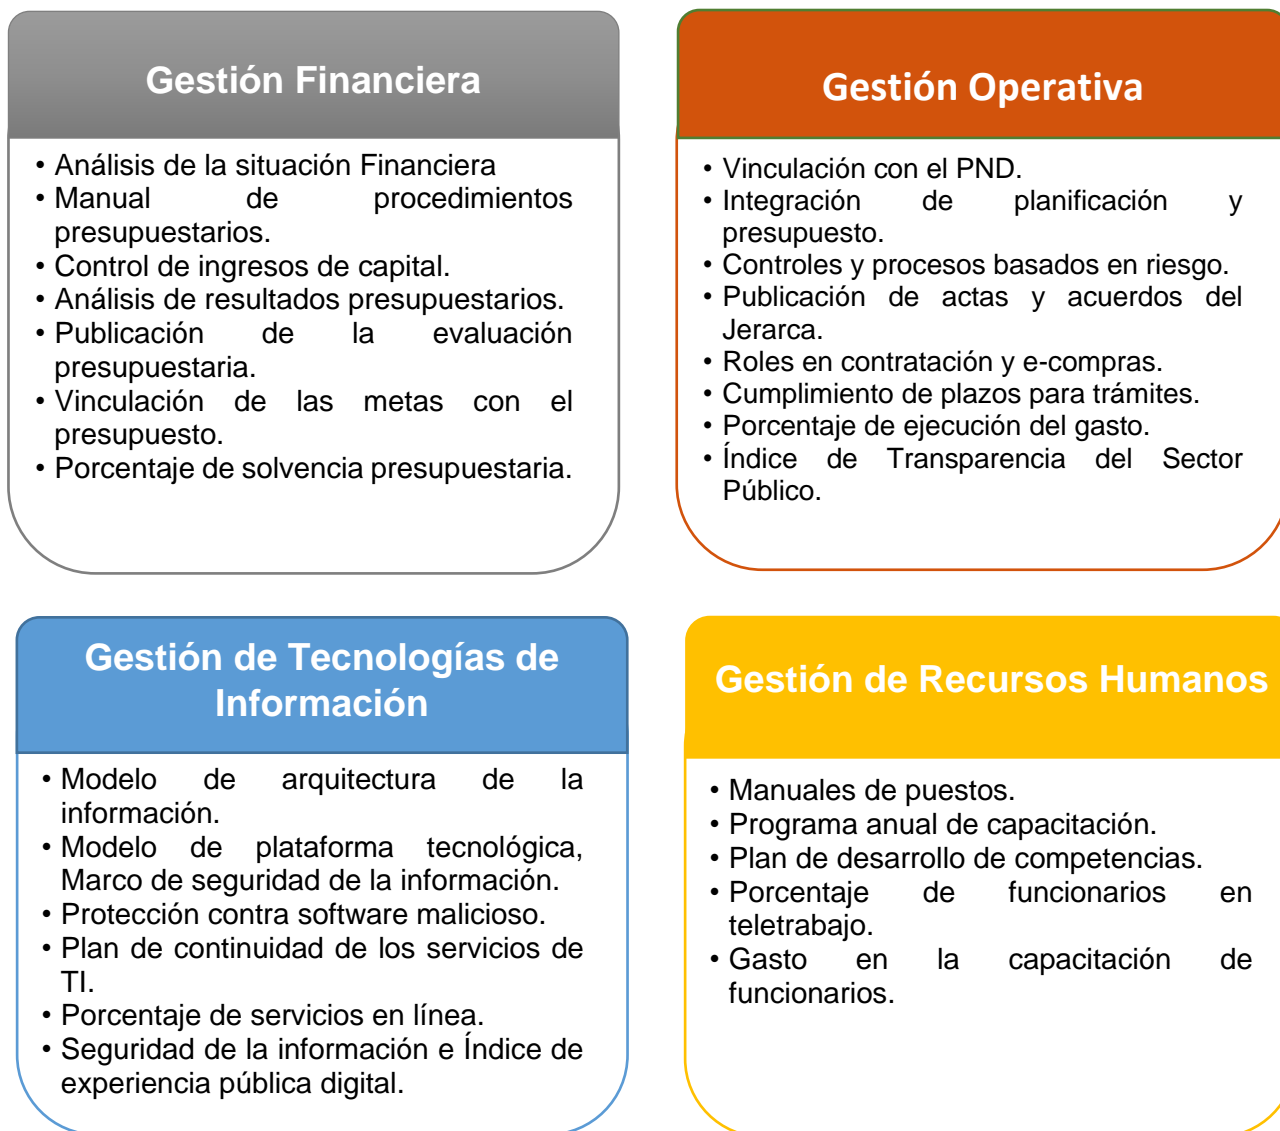 Gestión Financiera
• Análisis de la situación Financiera
• Manual de procedimientos
presupuestarios.
• Control de ingresos de capital.
• Análisis de resultados presupuestarios.
• Publicación de la evaluación
presupuestaria.
• Vinculación de las metas con el
presupuesto.
• Porcentaje de solvencia presupuestaria.
Gestión Operativa
• Vinculación con el PND.
• Integración de planificación y
presupuesto.
• Controles y procesos basados en riesgo.
• Publicación de actas y acuerdos del
Jerarca.
• Roles en contratación y e-compras.
• Cumplimiento de plazos para trámites.
• Porcentaje de ejecución del gasto.
• Índice de Transparencia del Sector
Público.
Gestión de Tecnologías de
Información
• Modelo de arquitectura de la
información.
• Modelo de plataforma tecnológica,
Marco de seguridad de la información.
• Protección contra software malicioso.
• Plan de continuidad de los servicios de
TI.
• Porcentaje de servicios en línea.
• Seguridad de la información e Índice de
experiencia pública digital.
Gestión de Recursos Humanos
• Manuales de puestos.
• Programa anual de capacitación.
• Plan de desarrollo de competencias.
• Porcentaje de funcionarios en
teletrabajo.
• Gasto en la capacitación de
funcionarios.